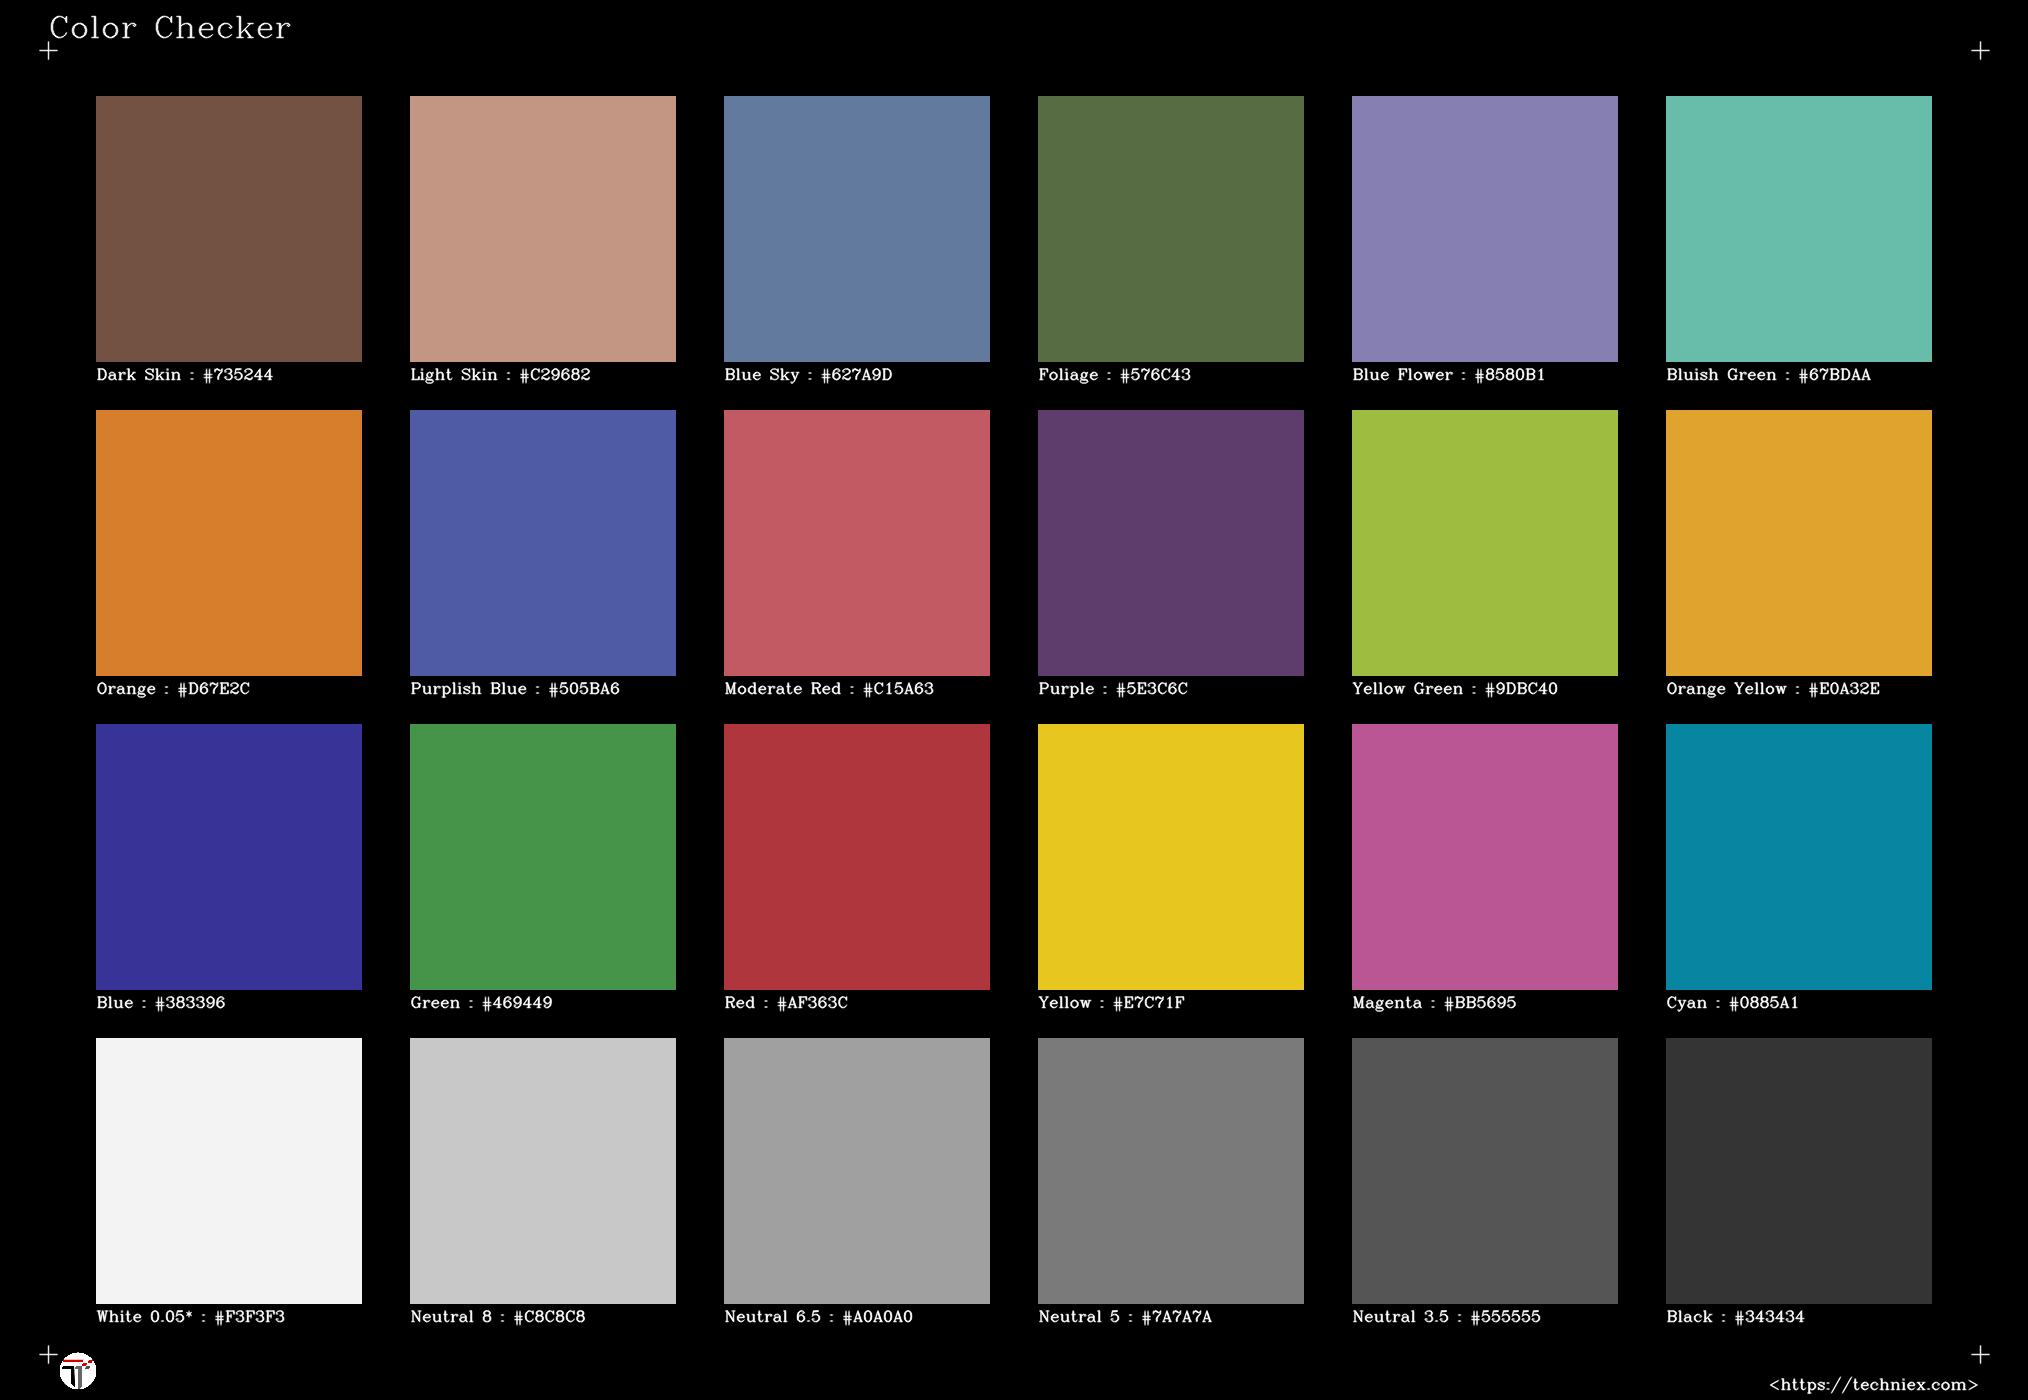 Color Checker
Dark Skin : #735244
Light Skin : #C29682
Blue Sky : #627A9D
Foliage : #576C43
Blue Flower : #8580B1
Bluish Green : #67BDAA
Orange : #D67E2C
Purplish Blue : #505BA6
Moderate Red : #C15A63
Purple : #5E3C6C
Yellow Green : #9DBC40
Orange Yellow : #E0A32E
Blue : #383396
Green : #469449
Red : #AF363C
Yellow : #E7C71F
Magenta : #BB5695
Cyan : #0885A1
White 0.05* : #F3F3F3
Neutral 8 : #C8C8C8
Neutral 6.5 : #A0A0A0
Neutral 5 : #7A7A7A
Neutral 3.5 : #555555
Black : #343434
<https://techniex.com>